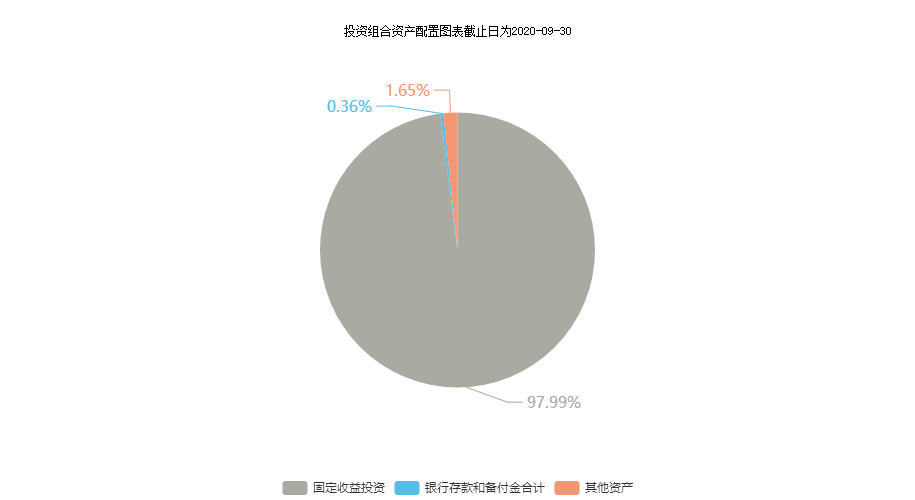 投资组合资产配置图表截止日为2020-09-30
1.65%
0.36%
97.99%
固定收益投资 银行存款和备付金合计 其他资产